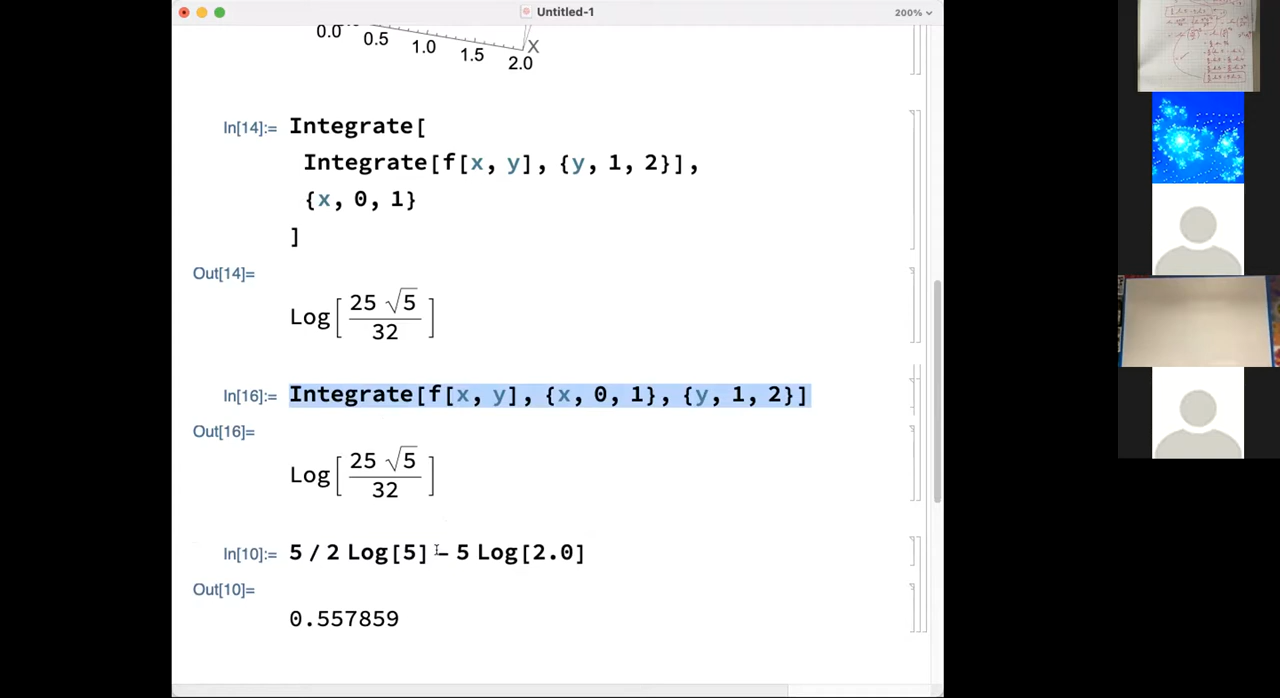 Untitled-1
200%
0.0
0.5
1.0
1.5
2.0
X
In[14]:= Integrate[
Integrate[f[x, y], {y, 1, 2}],
{x, 0, 1}
]
Out[14]=
Log[25 √5 / 32]
In[16]:= Integrate[f[x, y], {x, 0, 1}, {y, 1, 2}]
Out[16]=
Log[25 √5 / 32]
In[10]:= 5 / 2 Log[5] - 5 Log[2.0]
Out[10]=
0.557859